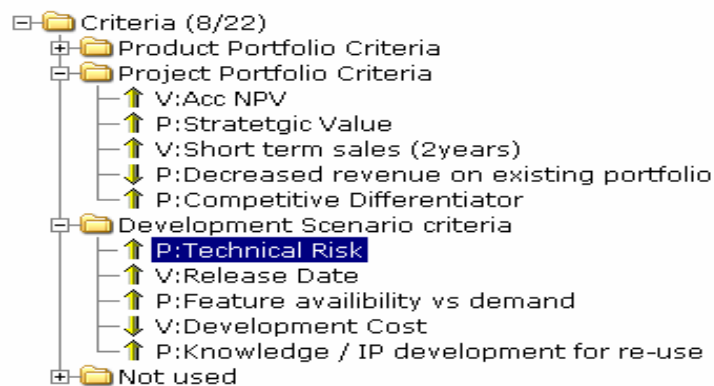 Criteria (8/22)
Product Portfolio Criteria
Project Portfolio Criteria
V:Acc NPV
P:Stratetgic Value
V:Short term sales (2years)
P:Decreased revenue on existing portfolio
P:Competitive Differentiator
Development Scenario criteria
P:Technical Risk
V:Release Date
P:Feature availibility vs demand
V:Development Cost
P:Knowledge / IP development for re-use
Not used